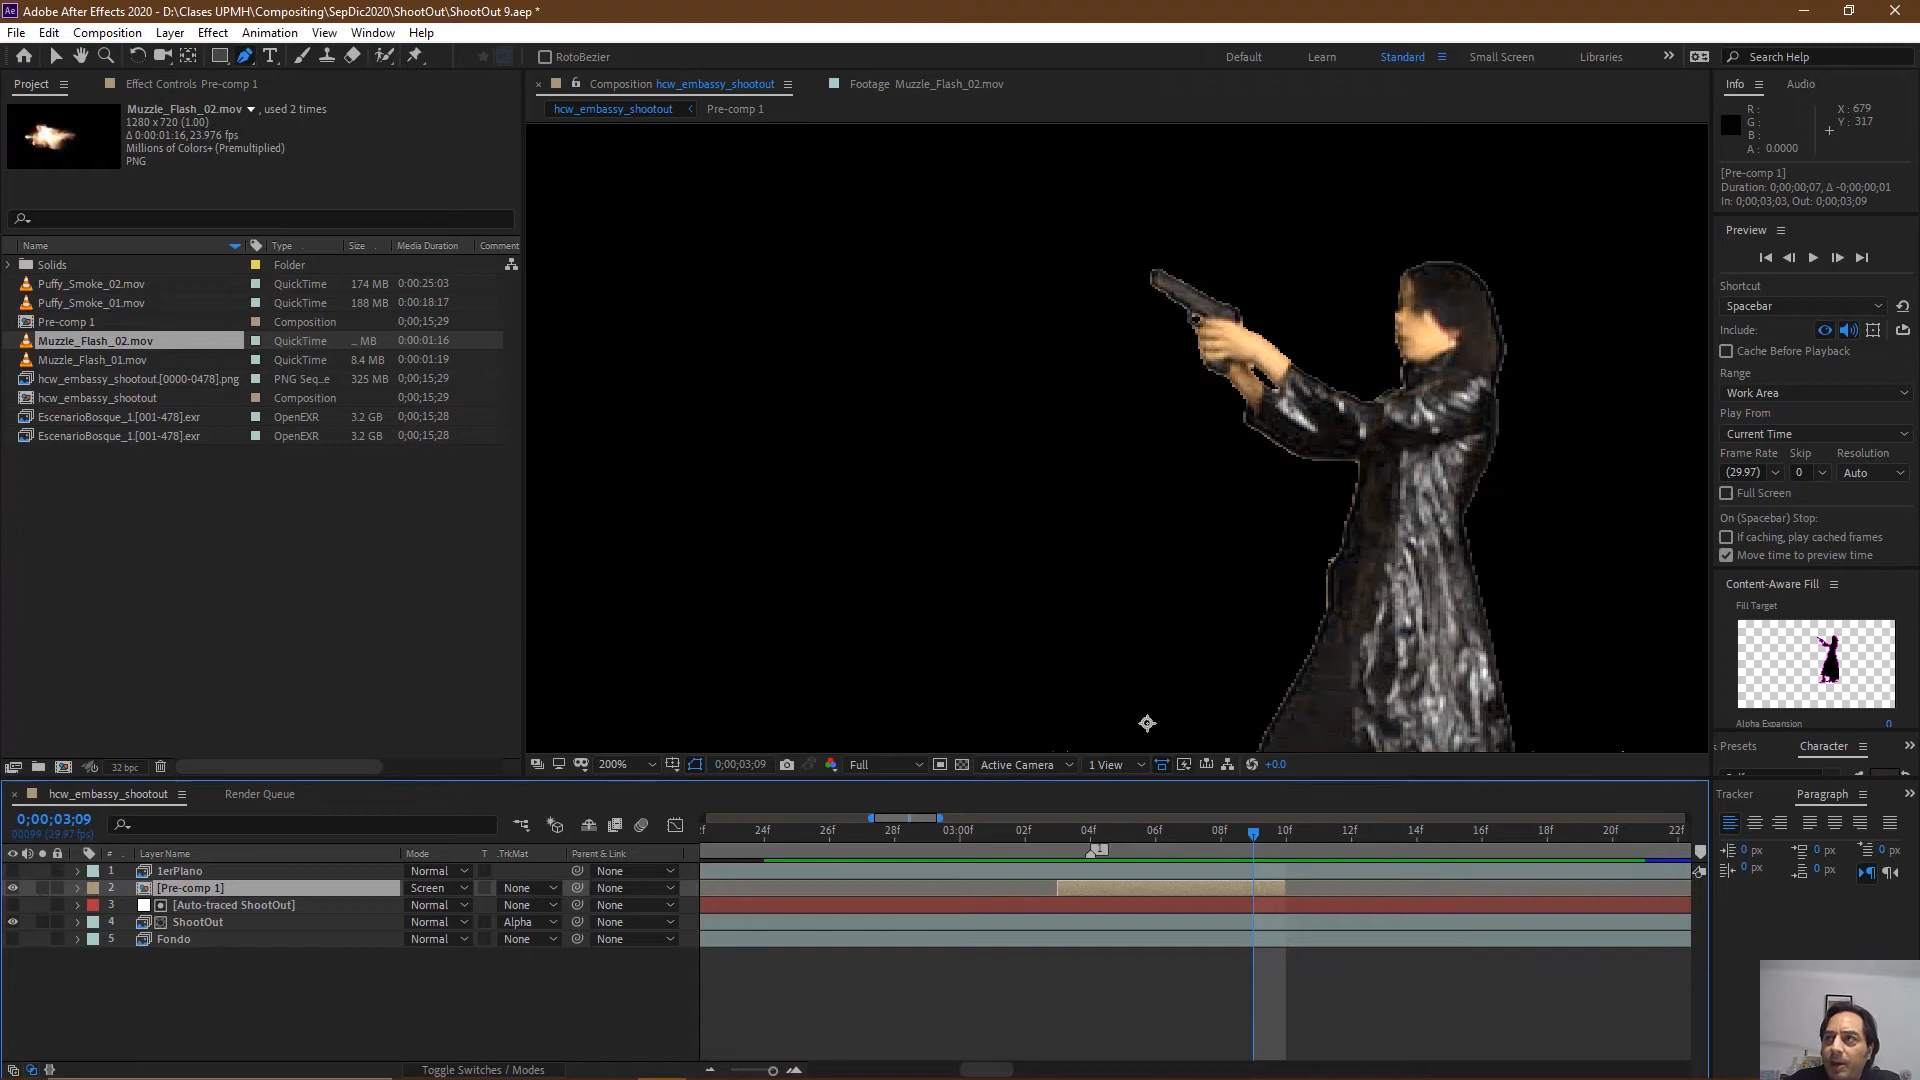 Adobe After Effects 2020 - D:\Clases UPMH\Compositing\SepDic2020\ShootOut\ShootOut 9.aep *
File Edit Composition Layer Effect Animation View Window Help
RotoBezier Default Learn Standard Small Screen Libraries Search Help
Project Effect Controls Pre-comp 1
Muzzle_Flash_02.mov , used 2 times
1280 x 720 (1.00)
Δ 0:00:01:16, 23.976 fps
Millions of Colors+ (Premultiplied)
PNG
Name Type Size Media Duration Comment
Solids Folder
Puffy_Smoke_02.mov QuickTime 174 MB 0:00:25:03
Puffy_Smoke_01.mov QuickTime 188 MB 0:00:18:17
Pre-comp 1 Composition 0;00;15;29
Muzzle_Flash_02.mov QuickTime ... MB 0:00:01:16
Muzzle_Flash_01.mov QuickTime 8.4 MB 0:00:01:19
hcw_embassy_shootout.[0000-0478].png PNG Seq...e 325 MB 0;00;15;29
hcw_embassy_shootout Composition 0;00;15;29
EscenarioBosque_1.[001-478].exr OpenEXR 3.2 GB 0;00;15;28
EscenarioBosque_1.[001-478].exr OpenEXR 3.2 GB 0;00;15;28
32 bpc
Composition hcw_embassy_shootout Footage Muzzle_Flash_02.mov
hcw_embassy_shootout Pre-comp 1
200% 0;00;03;09 Full Active Camera 1 View +0.0
Info Audio
R :
G :
B :
A : 0.0000
X : 679
Y : 317
[Pre-comp 1]
Duration: 0;00;00;07, Δ -0;00;00;01
In: 0;00;03;03, Out: 0;00;03;09
Preview
Shortcut
Spacebar
Include:
Cache Before Playback
Range
Work Area
Play From
Current Time
Frame Rate Skip Resolution
(29.97) 0 Auto
Full Screen
On (Spacebar) Stop:
If caching, play cached frames
Move time to preview time
Content-Aware Fill
Fill Target
Alpha Expansion 0
Presets Character
Tracker Paragraph
0 px 0 px 0 px
0 px 0 px
hcw_embassy_shootout Render Queue
0;00;03;09
00099 (29.97 fps)
24f 26f 28f 03:00f 02f 04f 06f 08f 10f 12f 14f 16f 18f 20f 22f
1
# Layer Name Mode T .TrkMat Parent & Link
1 1erPlano Normal None
2 [Pre-comp 1] Screen None None
3 [Auto-traced ShootOut] Normal None None
4 ShootOut Normal Alpha None
5 Fondo Normal None None
Toggle Switches / Modes